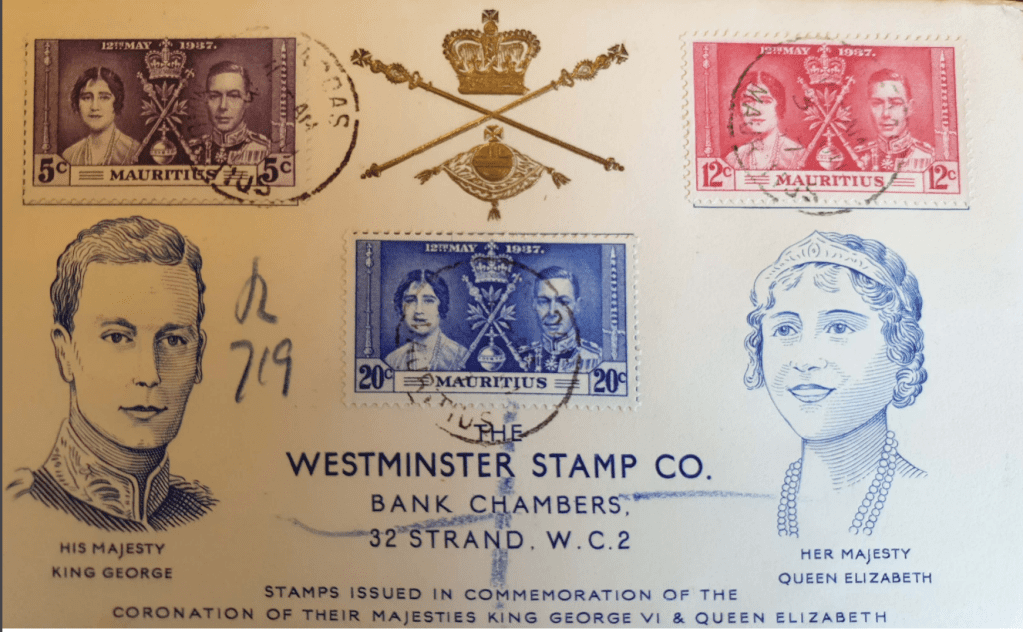 12TH MAY 1937.
5c MAURITIUS 5c
12TH MAY 1937.
12c MAURITIUS 12c
12TH MAY 1937.
20c MAURITIUS 20c
MAURITIUS
MAURITIUS
719
THE
WESTMINSTER STAMP CO.
BANK CHAMBERS,
32 STRAND, W.C.2
HIS MAJESTY
KING GEORGE
HER MAJESTY
QUEEN ELIZABETH
STAMPS ISSUED IN COMMEMORATION OF THE
CORONATION OF THEIR MAJESTIES KING GEORGE VI & QUEEN ELIZABETH